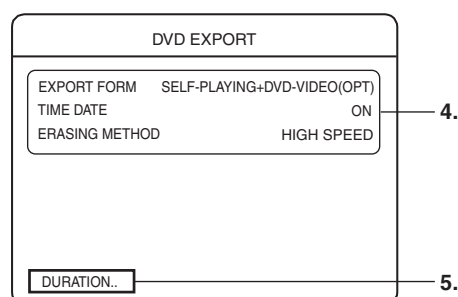 DVD EXPORT
EXPORT FORM SELF-PLAYING+DVD-VIDEO(OPT)
TIME DATE ON 4.
ERASING METHOD HIGH SPEED
DURATION.. 5.